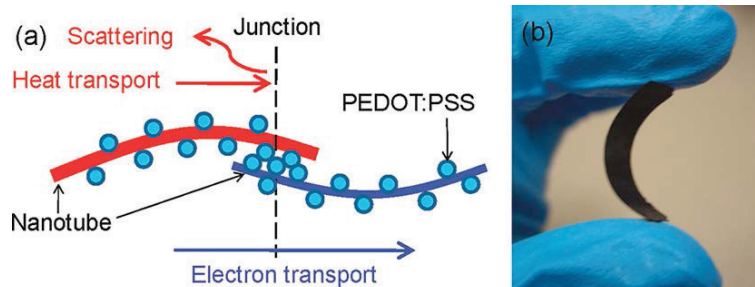 (a)
Scattering
Junction
Heat transport
PEDOT:PSS
Nanotube
Electron transport
(b)